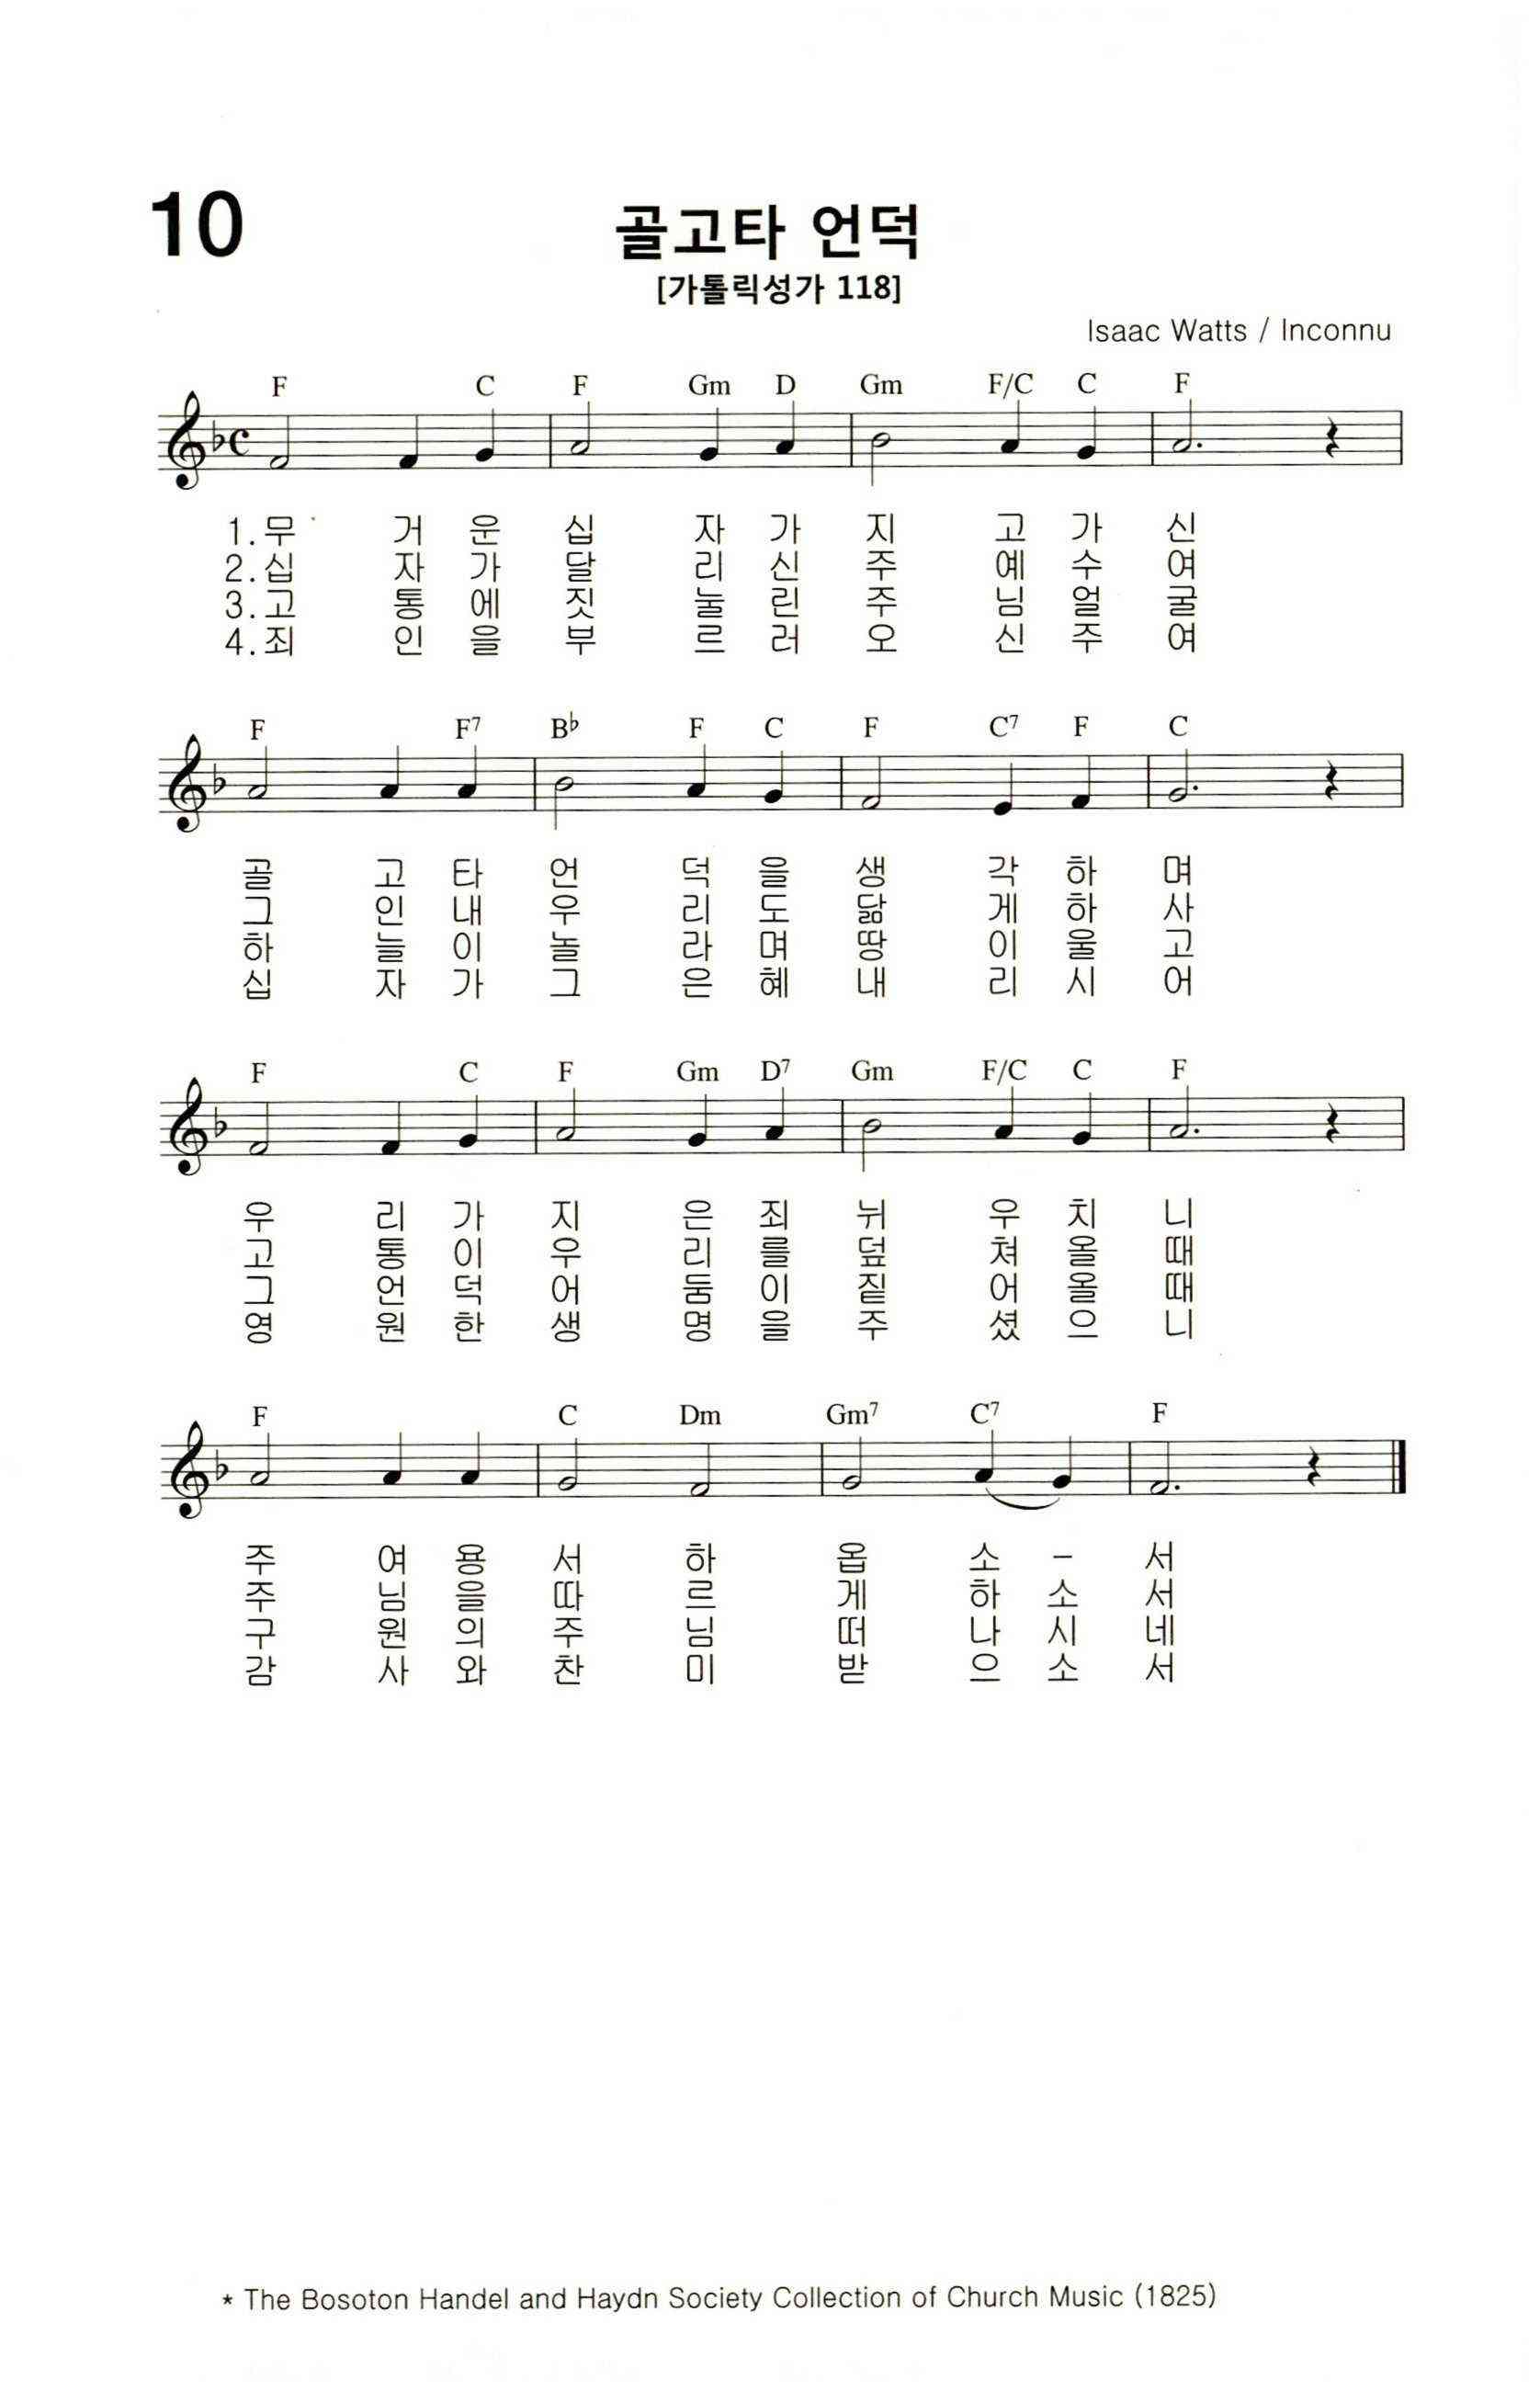 10
골고타 언덕
[가톨릭성가 118]
Isaac Watts / Inconnu
F C F Gm D Gm F/C C F
1.무 거 운 십 자 가 지 고 가 신
2.십 자 가 달 리 신 주 예 수 여
3.고 통 에 짓 눌 린 주 님 얼 굴
4.죄 인 을 부 르 러 오 신 주 여
F F7 B♭ F C F C7 F C
골 고 타 언 덕 을 생 각 하 며
그 인 내 우 리 도 닮 게 하 사
하 늘 이 놀 라 며 땅 이 울 고
십 자 가 그 은 혜 내 리 시 어
F C F Gm D7 Gm F/C C F
우 리 가 지 은 죄 뉘 우 치 니
고 통 이 우 리 를 덮 쳐 올 때
그 언 덕 어 둠 이 짙 어 올 때
영 원 한 생 명 을 주 셨 으 니
F C Dm Gm7 C7 F
주 여 용 서 하 옵 소 – 서
주 님 을 따 르 게 하 소 서
구 원 의 주 님 떠 나 시 네
감 사 와 찬 미 받 으 소 서
* The Bosoton Handel and Haydn Society Collection of Church Music (1825)